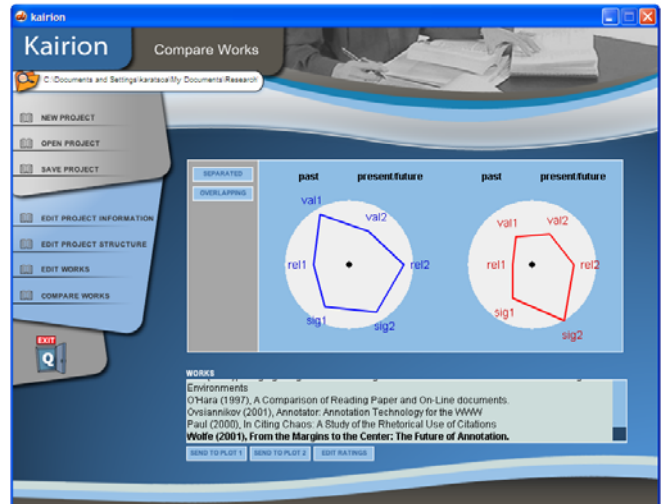 kairion
Kairion
Compare Works
C:\Documents and Settings\karatsol\My Documents\Research
NEW PROJECT
OPEN PROJECT
SAVE PROJECT
EDIT PROJECT INFORMATION
EDIT PROJECT STRUCTURE
EDIT WORKS
COMPARE WORKS
EXIT
Q
SEPARATED
OVERLAPPING
past present/future
val1
val2
rel1
rel2
sig1
sig2
past present/future
val1
val2
rel1
rel2
sig1
sig2
WORKS
Environments
O'Hara (1997), A Comparison of Reading Paper and On-Line documents.
Ovsiannikov (2001), Annotator: Annotation Technology for the WWW
Paul (2000), In Citing Chaos: A Study of the Rhetorical Use of Citations
Wolfe (2001), From the Margins to the Center: The Future of Annotation.
SEND TO PLOT 1 SEND TO PLOT 2 EDIT RATINGS